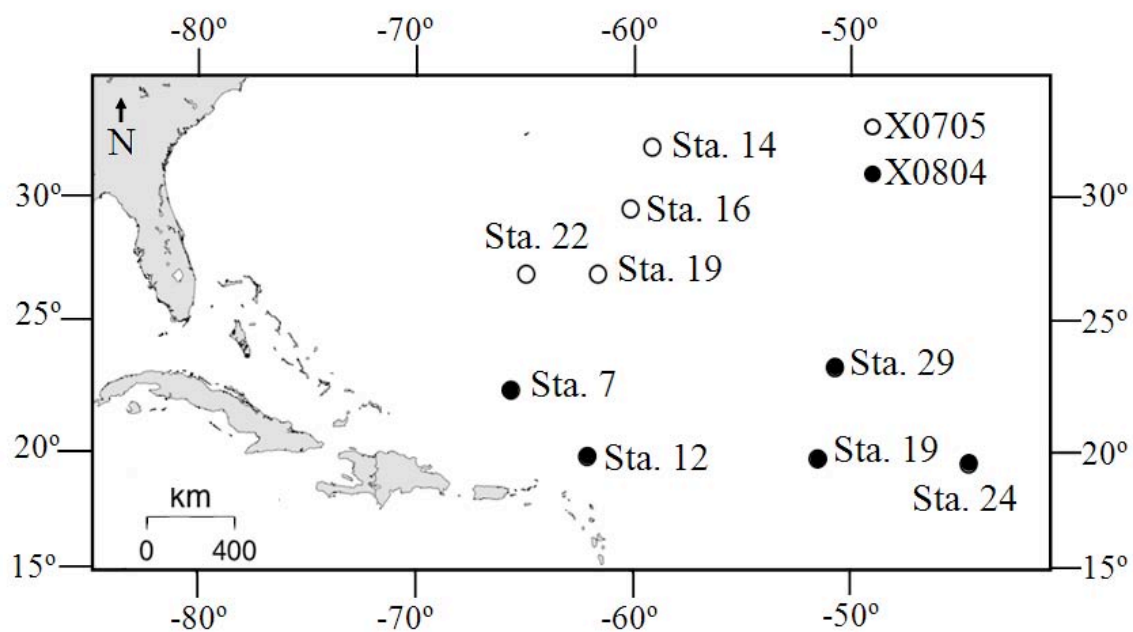 -80º -70º -60º -50º
N
X0705
Sta. 14
X0804
30º 30º
Sta. 16
Sta. 22
Sta. 19
25º 25º
Sta. 29
Sta. 7
20º 20º
Sta. 19
Sta. 12
Sta. 24
km
0 400
15º 15º
-80º -70º -60º -50º